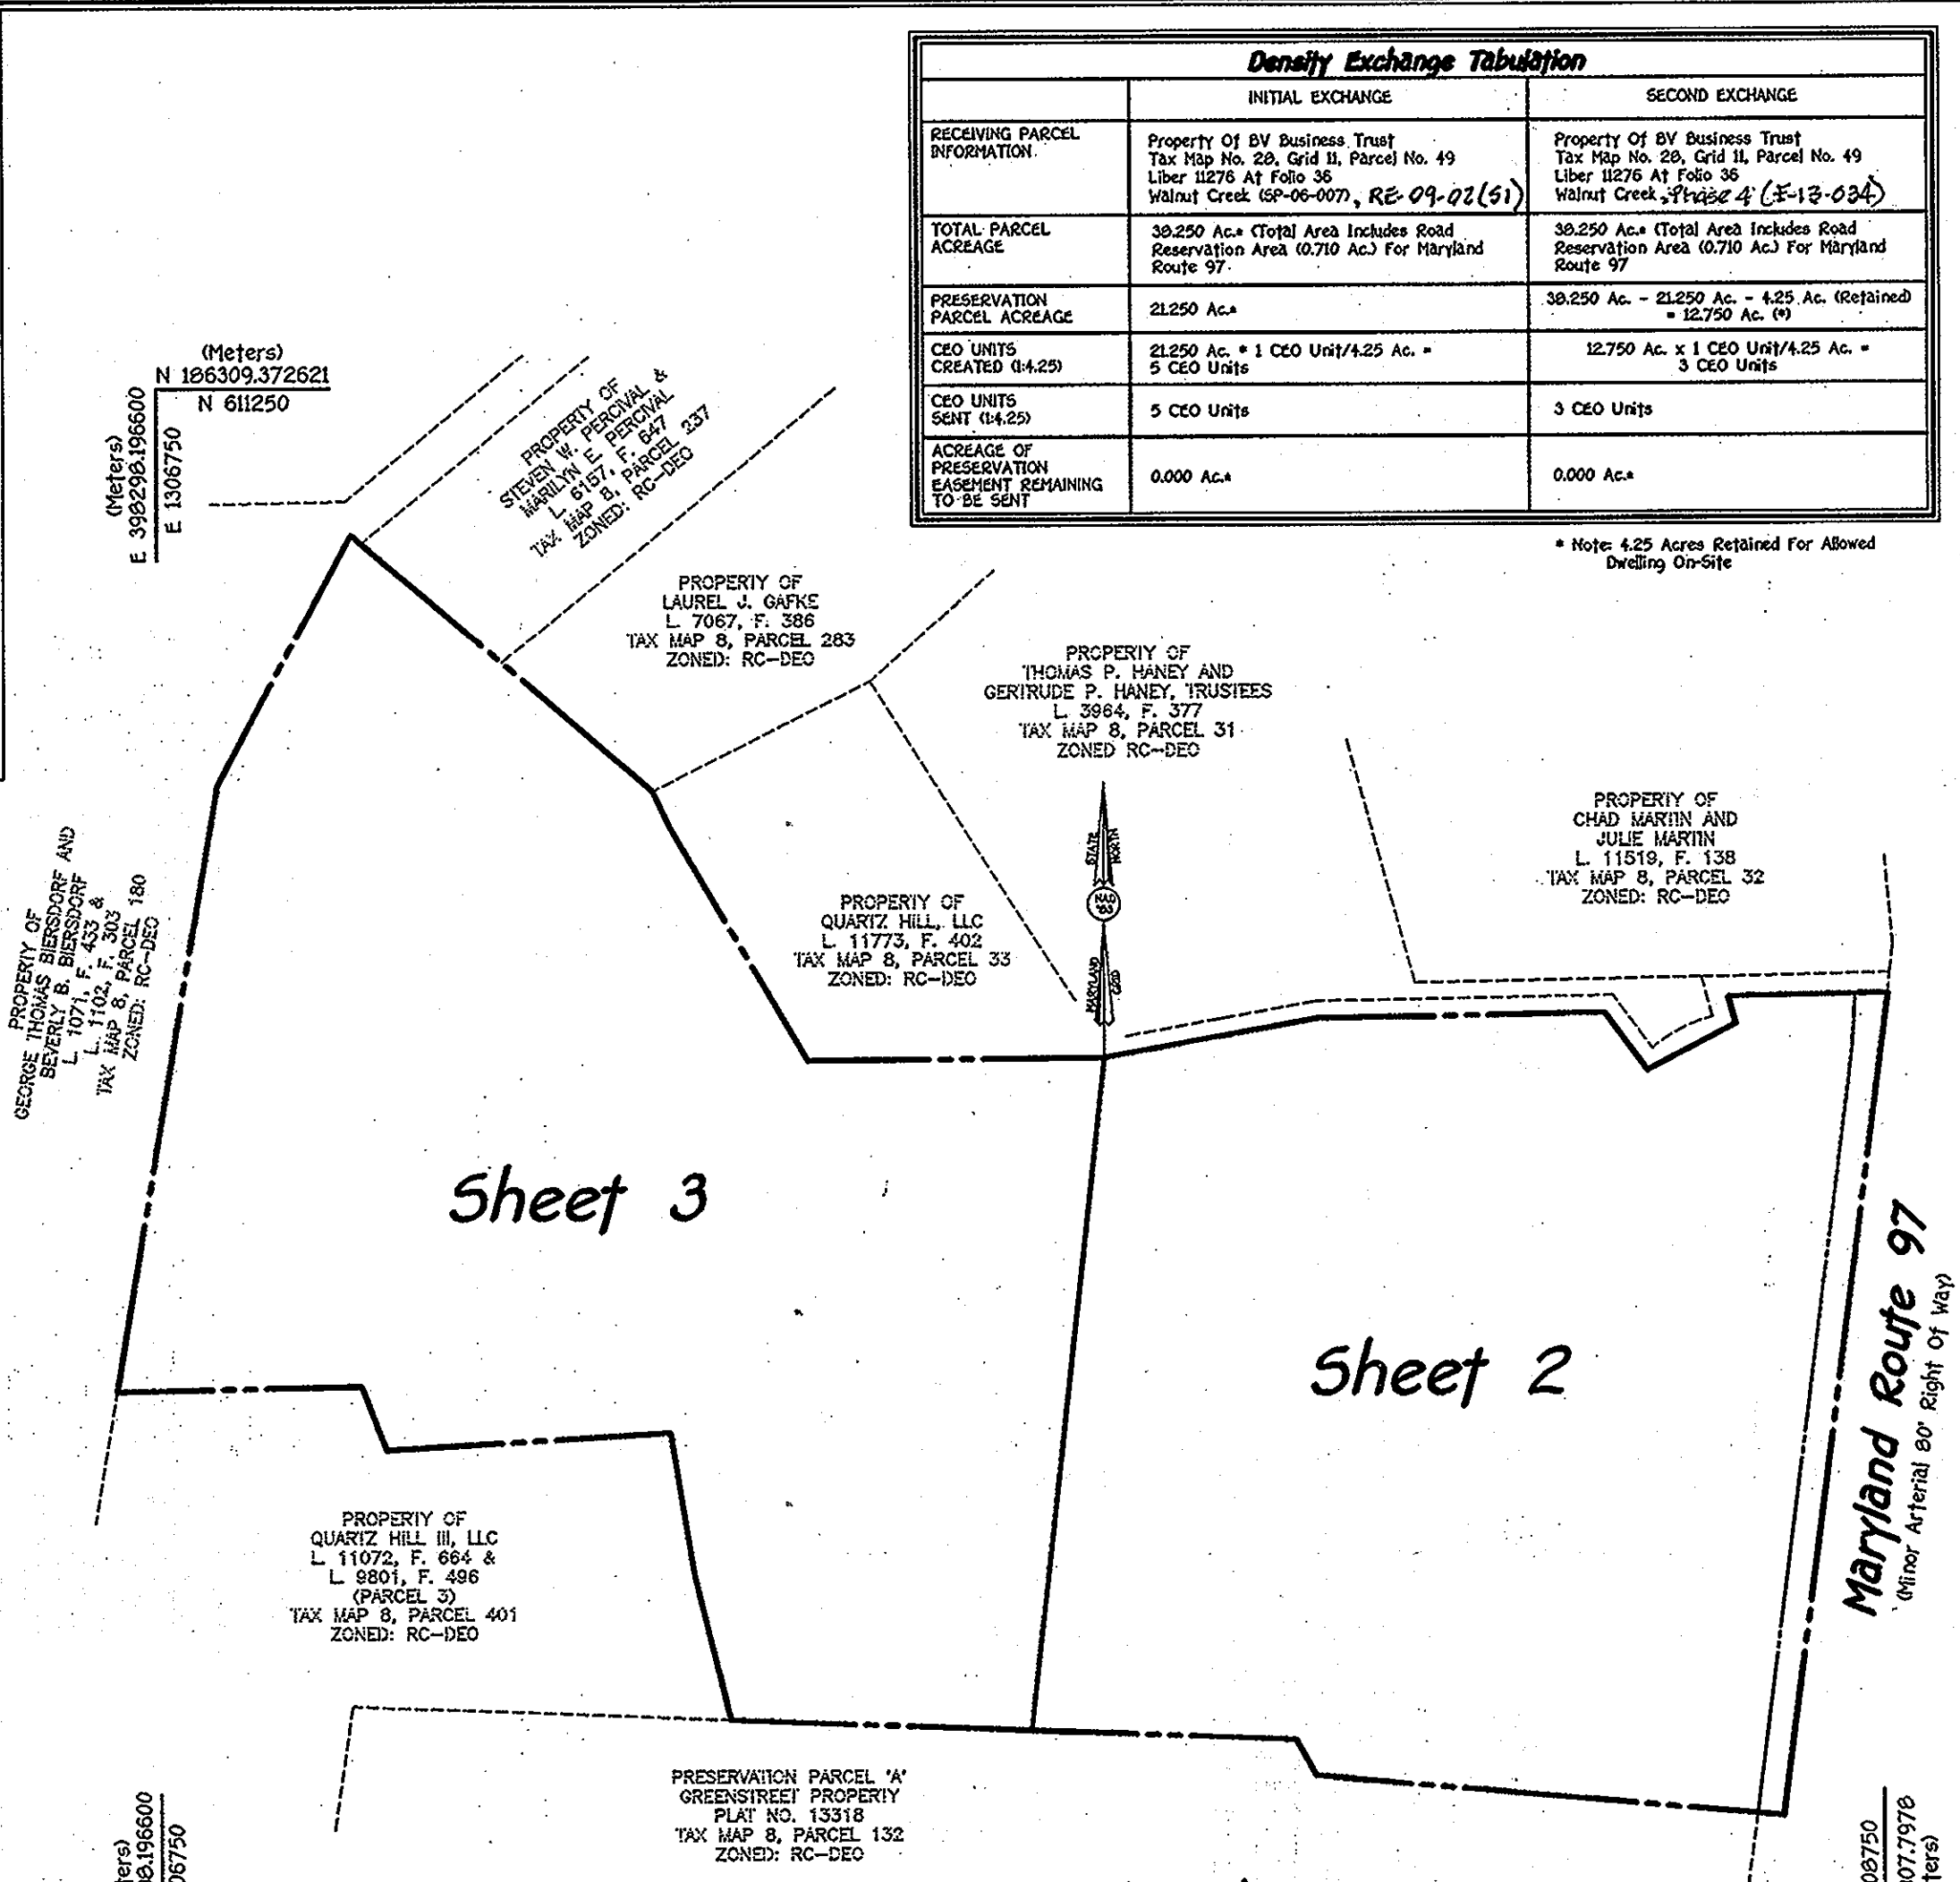 Density Exchange Tabulation
INITIAL EXCHANGE
SECOND EXCHANGE
RECEIVING PARCEL
INFORMATION
Property Of BV Business Trust
Tax Map No. 28, Grid 11, Parcel No. 49
Liber 11276 At Folio 36
Walnut Creek (SP-06-007), RE-09-02(S1)
Property Of BV Business Trust
Tax Map No. 28, Grid 11, Parcel No. 49
Liber 11276 At Folio 36
Walnut Creek, Phase 4 (F-13-034)
TOTAL PARCEL
ACREAGE
38.250 Ac.* (Total Area Includes Road
Reservation Area (0.710 Ac.) For Maryland
Route 97
38.250 Ac.* (Total Area Includes Road
Reservation Area (0.710 Ac.) For Maryland
Route 97
PRESERVATION
PARCEL ACREAGE
21.250 Ac.*
38.250 Ac. - 21.250 Ac. - 4.25 Ac. (Retained)
= 12.750 Ac. (*)
CEO UNITS
CREATED (1:4.25)
21.250 Ac. * 1 CEO Unit/4.25 Ac. =
5 CEO Units
12.750 Ac. x 1 CEO Unit/4.25 Ac. =
3 CEO Units
CEO UNITS
SENT (1:4.25)
5 CEO Units
3 CEO Units
ACREAGE OF
PRESERVATION
EASEMENT REMAINING
TO BE SENT
0.000 Ac.*
0.000 Ac.*
* Note: 4.25 Acres Retained For Allowed
Dwelling On-Site
(Meters)
N 186309.372621
N 611250
(Meters)
E 398298.196600
E 1306750
PROPERTY OF
STEVEN W. PERCIVAL &
MARILYN E. PERCIVAL
L. 6157, F. 647
TAX MAP 8, PARCEL 237
ZONED: RC-DEO
PROPERTY OF
LAUREL J. GAFKE
L. 7067, F. 386
TAX MAP 8, PARCEL 283
ZONED: RC-DEO
PROPERTY OF
THOMAS P. HANEY AND
GERTRUDE P. HANEY, TRUSTEES
L. 3964, F. 377
TAX MAP 8, PARCEL 31
ZONED RC-DEO
PROPERTY OF
CHAD MARTIN AND
JULIE MARTIN
L. 11519, F. 138
TAX MAP 8, PARCEL 32
ZONED: RC-DEO
PROPERTY OF
GEORGE THOMAS BIERSDORF AND
BEVERLY B. BIERSDORF
L. 1071, F. 433 &
L. 1102, F. 303
TAX MAP 8, PARCEL 180
ZONED: RC-DEO
PROPERTY OF
QUARTZ HILL, LLC
L. 11773, F. 402
TAX MAP 8, PARCEL 33
ZONED: RC-DEO
STATE NORTH
NAD
'83
MARYLAND GRID
Sheet 3
Sheet 2
Maryland Route 97
(Minor Arterial 80' Right Of Way)
PROPERTY OF
QUARTZ HILL III, LLC
L. 11072, F. 664 &
L. 9801, F. 496
(PARCEL 3)
TAX MAP 8, PARCEL 401
ZONED: RC-DEO
PRESERVATION PARCEL 'A'
GREENSTREET PROPERTY
PLAT NO. 13318
TAX MAP 8, PARCEL 132
ZONED: RC-DEO
ters)
8.196600
06750
08750
07.7978
ters)